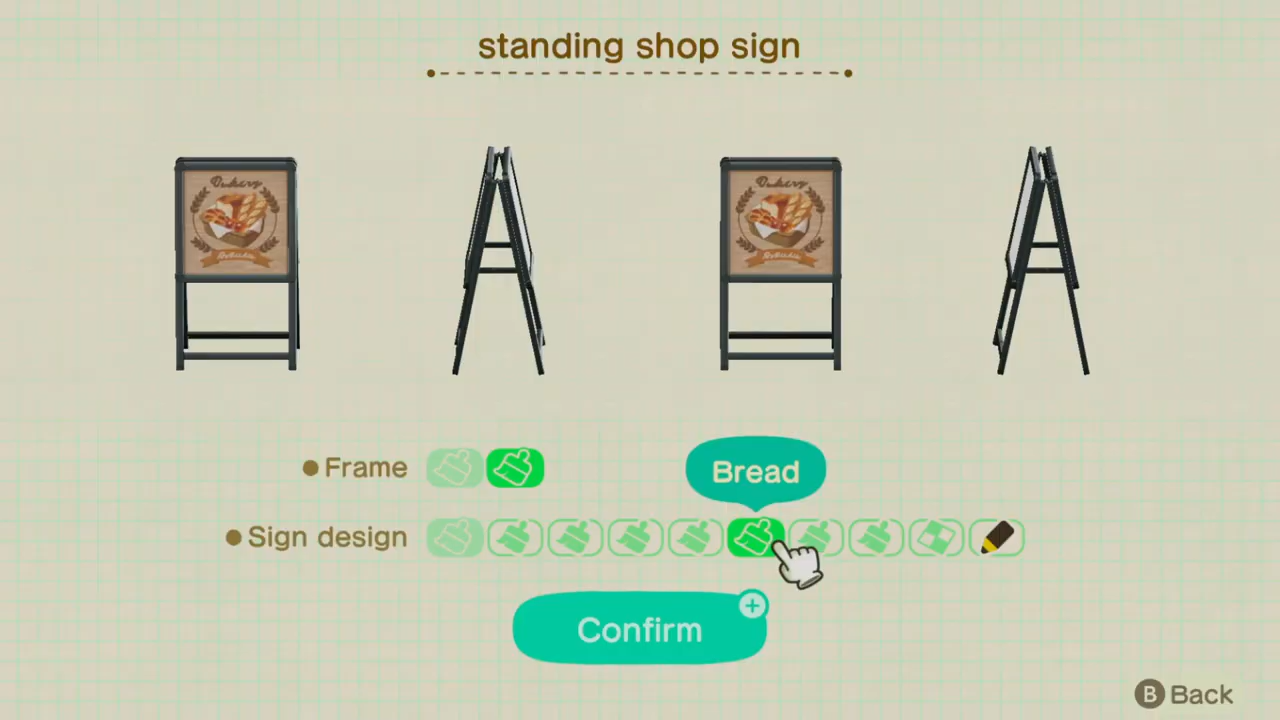 standing shop sign
Frame
Bread
Sign design
Confirm
B Back